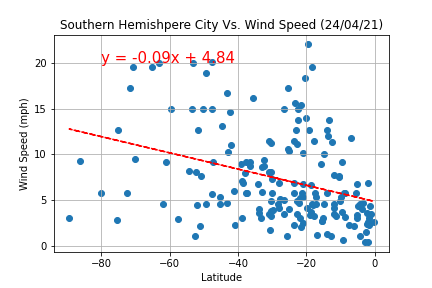 Southern Hemishpere City Vs. Wind Speed (24/04/21)
y = -0.09x + 4.84
Wind Speed (mph)
20
15
10
5
0
−80
−60
−40
−20
0
Latitude